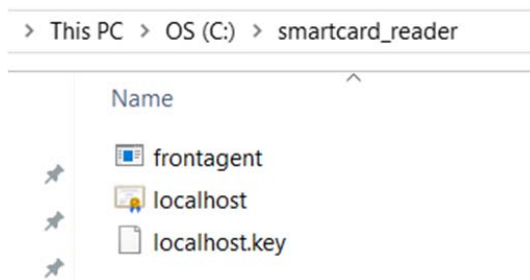 > This PC > OS (C:) > smartcard_reader
Name
frontagent
localhost
localhost.key